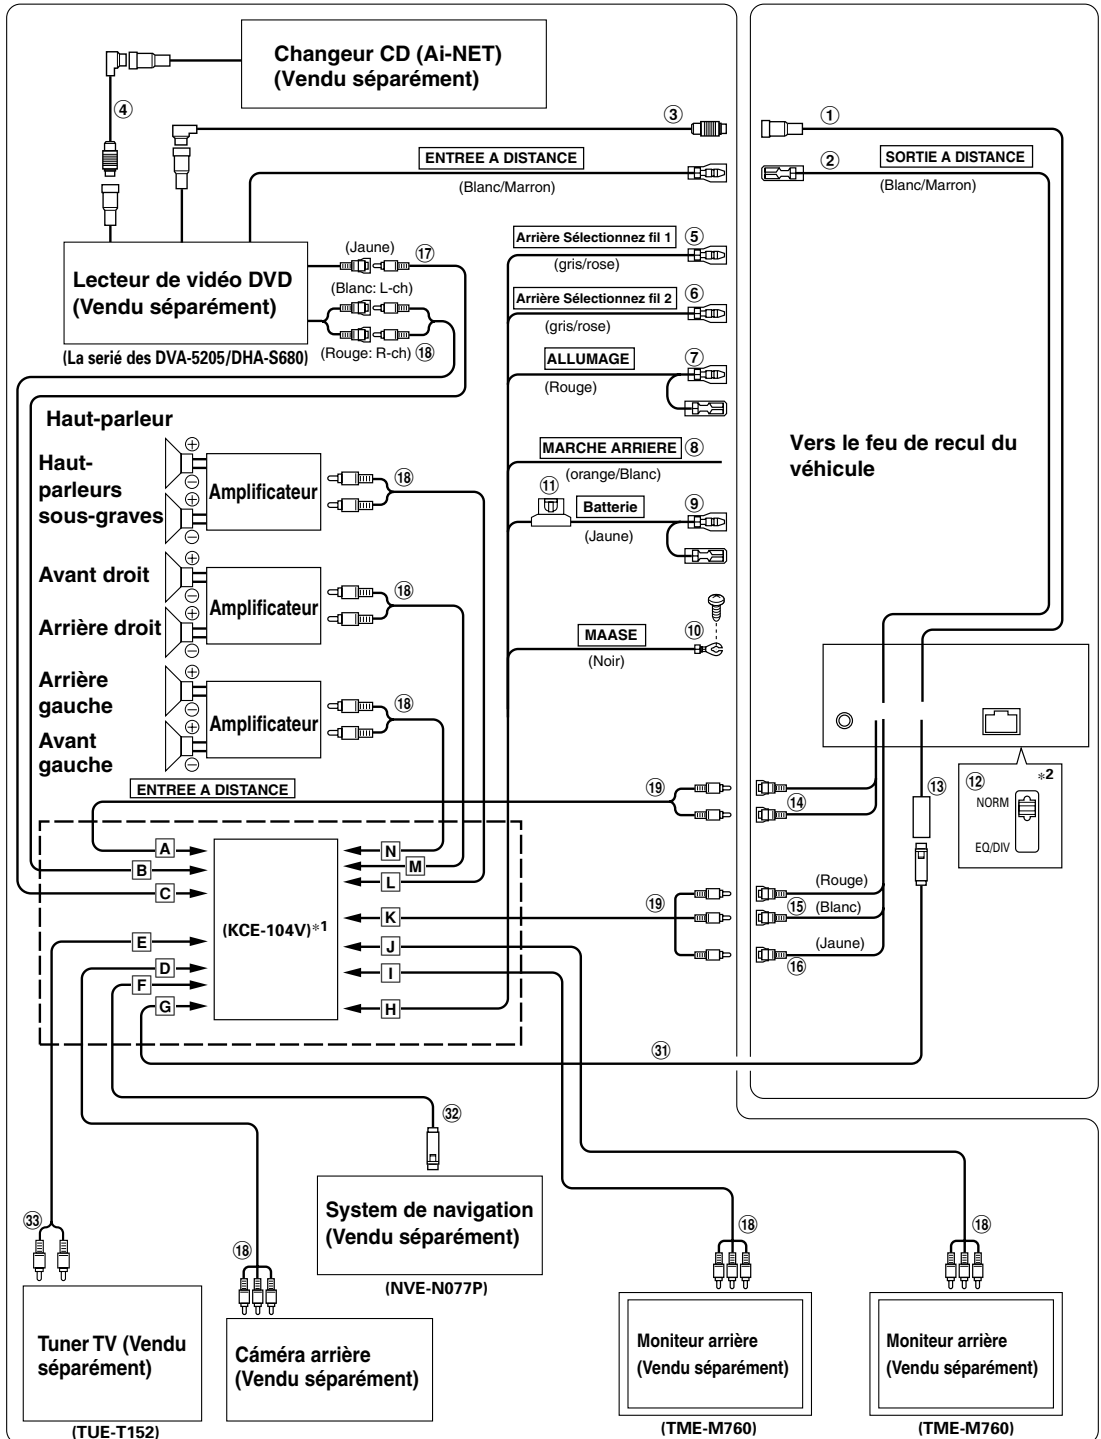 Changeur CD (Ai-NET)
(Vendu séparément)
④
③
①
ENTREE A DISTANCE
(Blanc/Marron)
②
SORTIE A DISTANCE
(Blanc/Marron)
Lecteur de vidéo DVD
(Vendu séparément)
(La serié des DVA-5205/DHA-S680)
(Jaune)
⑰
(Blanc: L-ch)
(Rouge: R-ch)
⑱
Arrière Sélectionnez fil 1
⑤
(gris/rose)
Arrière Sélectionnez fil 2
⑥
(gris/rose)
ALLUMAGE
⑦
(Rouge)
MARCHE ARRIERE
⑧
(orange/Blanc)
⑪
Batterie
⑨
(Jaune)
MAASE
⑩
(Noir)
Vers le feu de recul du
véhicule
Haut-parleur
Haut-
parleurs
sous-graves
⊕
⊖
⊕
⊖
Amplificateur
⑱
Avant droit
Arrière droit
⊕
⊖
⊕
⊖
Amplificateur
⑱
Arrière
gauche
Avant
gauche
⊕
⊖
⊕
⊖
Amplificateur
⑱
ENTREE A DISTANCE
⑲
⑭
⑬
⑫
*2
NORM
EQ/DIV
A
B
C
E
D
F
G
(KCE-104V)*1
N
M
L
K
J
I
H
⑲
(Rouge)
⑮
(Blanc)
(Jaune)
⑯
㉛
㉜
System de navigation
(Vendu séparément)
(NVE-N077P)
㉝
Tuner TV (Vendu
séparément)
(TUE-T152)
⑱
Cáméra arrière
(Vendu séparément)
⑱
Moniteur arrière
(Vendu séparément)
(TME-M760)
⑱
Moniteur arrière
(Vendu séparément)
(TME-M760)